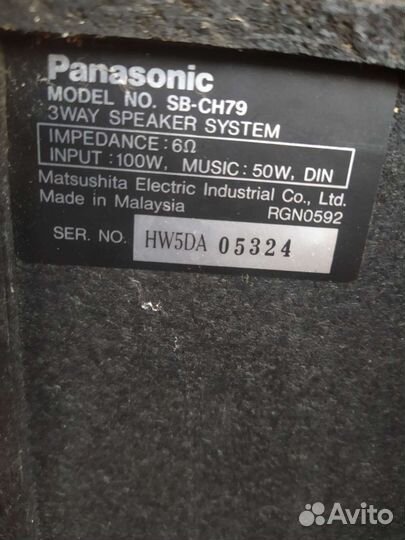 Panasonic
MODEL NO. SB-CH79
3WAY SPEAKER SYSTEM
IMPEDANCE:6Ω
INPUT :100W, MUSIC: 50W, DIN
Matsushita Electric Industrial Co., Ltd.
Made in Malaysia RGN0592
SER. NO. HW5DA 05324
Avito